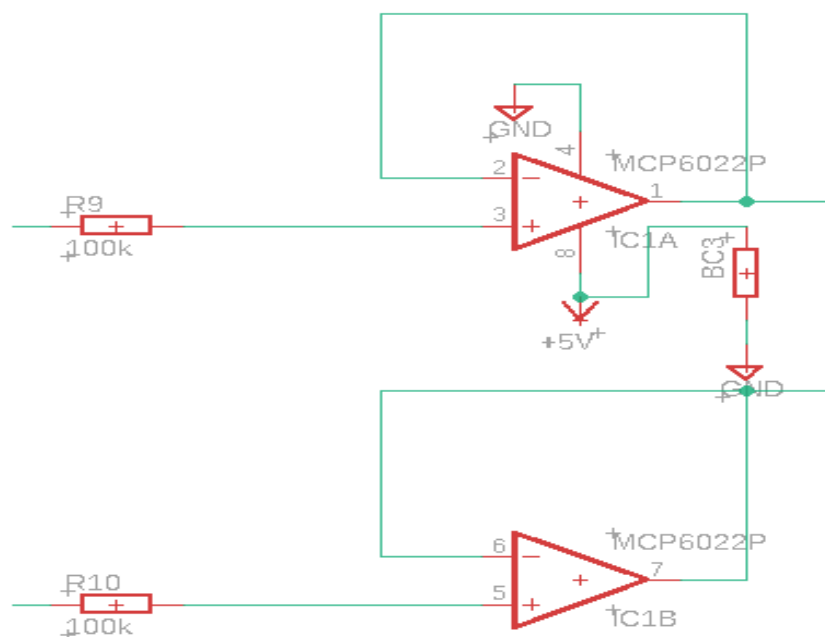 GND
4
MCP6022P
2
1
R9
3
100k
IC1A
8
BC3
+5V
GND
MCP6022P
6
7
R10
5
100k
IC1B